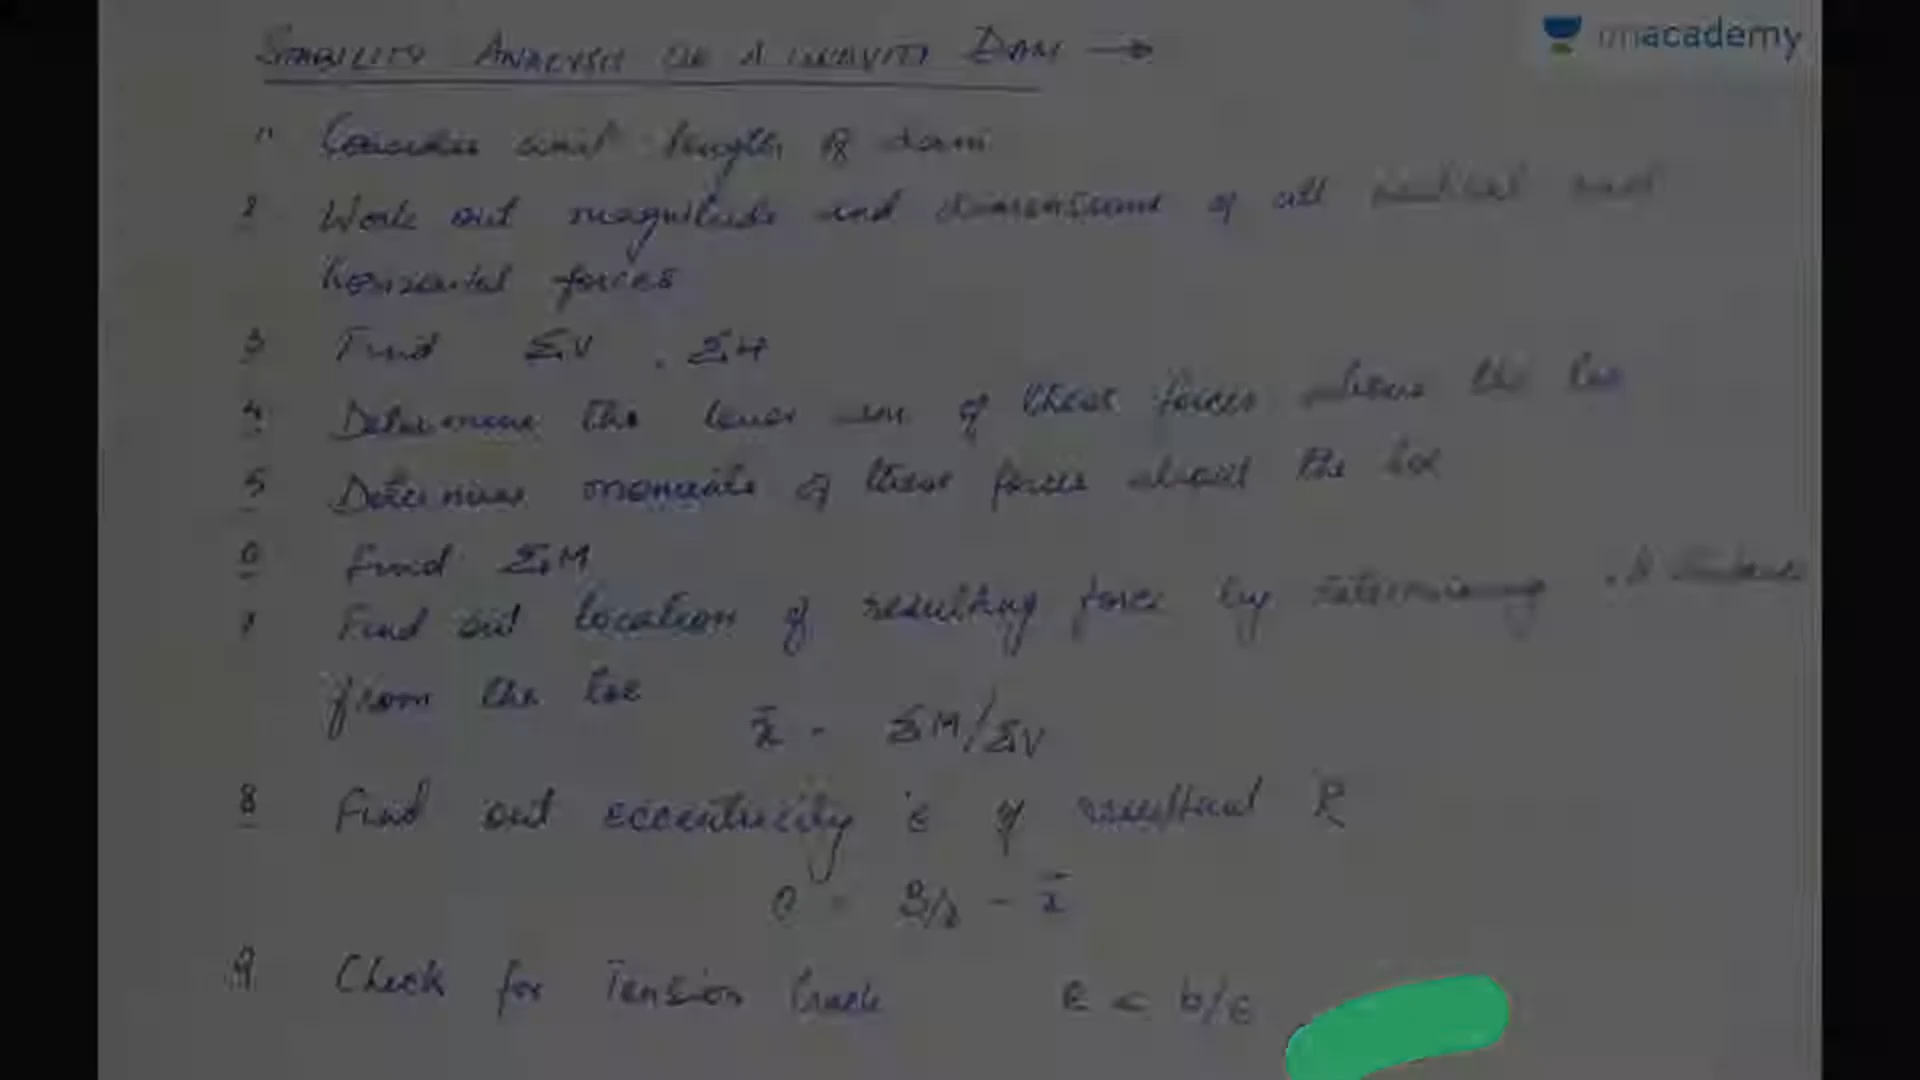 unacademy
STABILITY ANALYSIS OF A GRAVITY DAM →
1. Consider unit length of dam
2 Work out magnitude and dimensions of all vertical and
horizontal forces
3 Find ΣV , ΣH
4 Determine the lever arm of these forces about the toe
5 Determine moments of these forces about the toe
6 Find ΣM
7 Find out location of resulting force by determining its distance
from the toe
x̄ = ΣM/ΣV
8 Find out eccentricity 'e' of resultant R
e = B/2 - x̄
9 Check for Tension Crack e < b/6